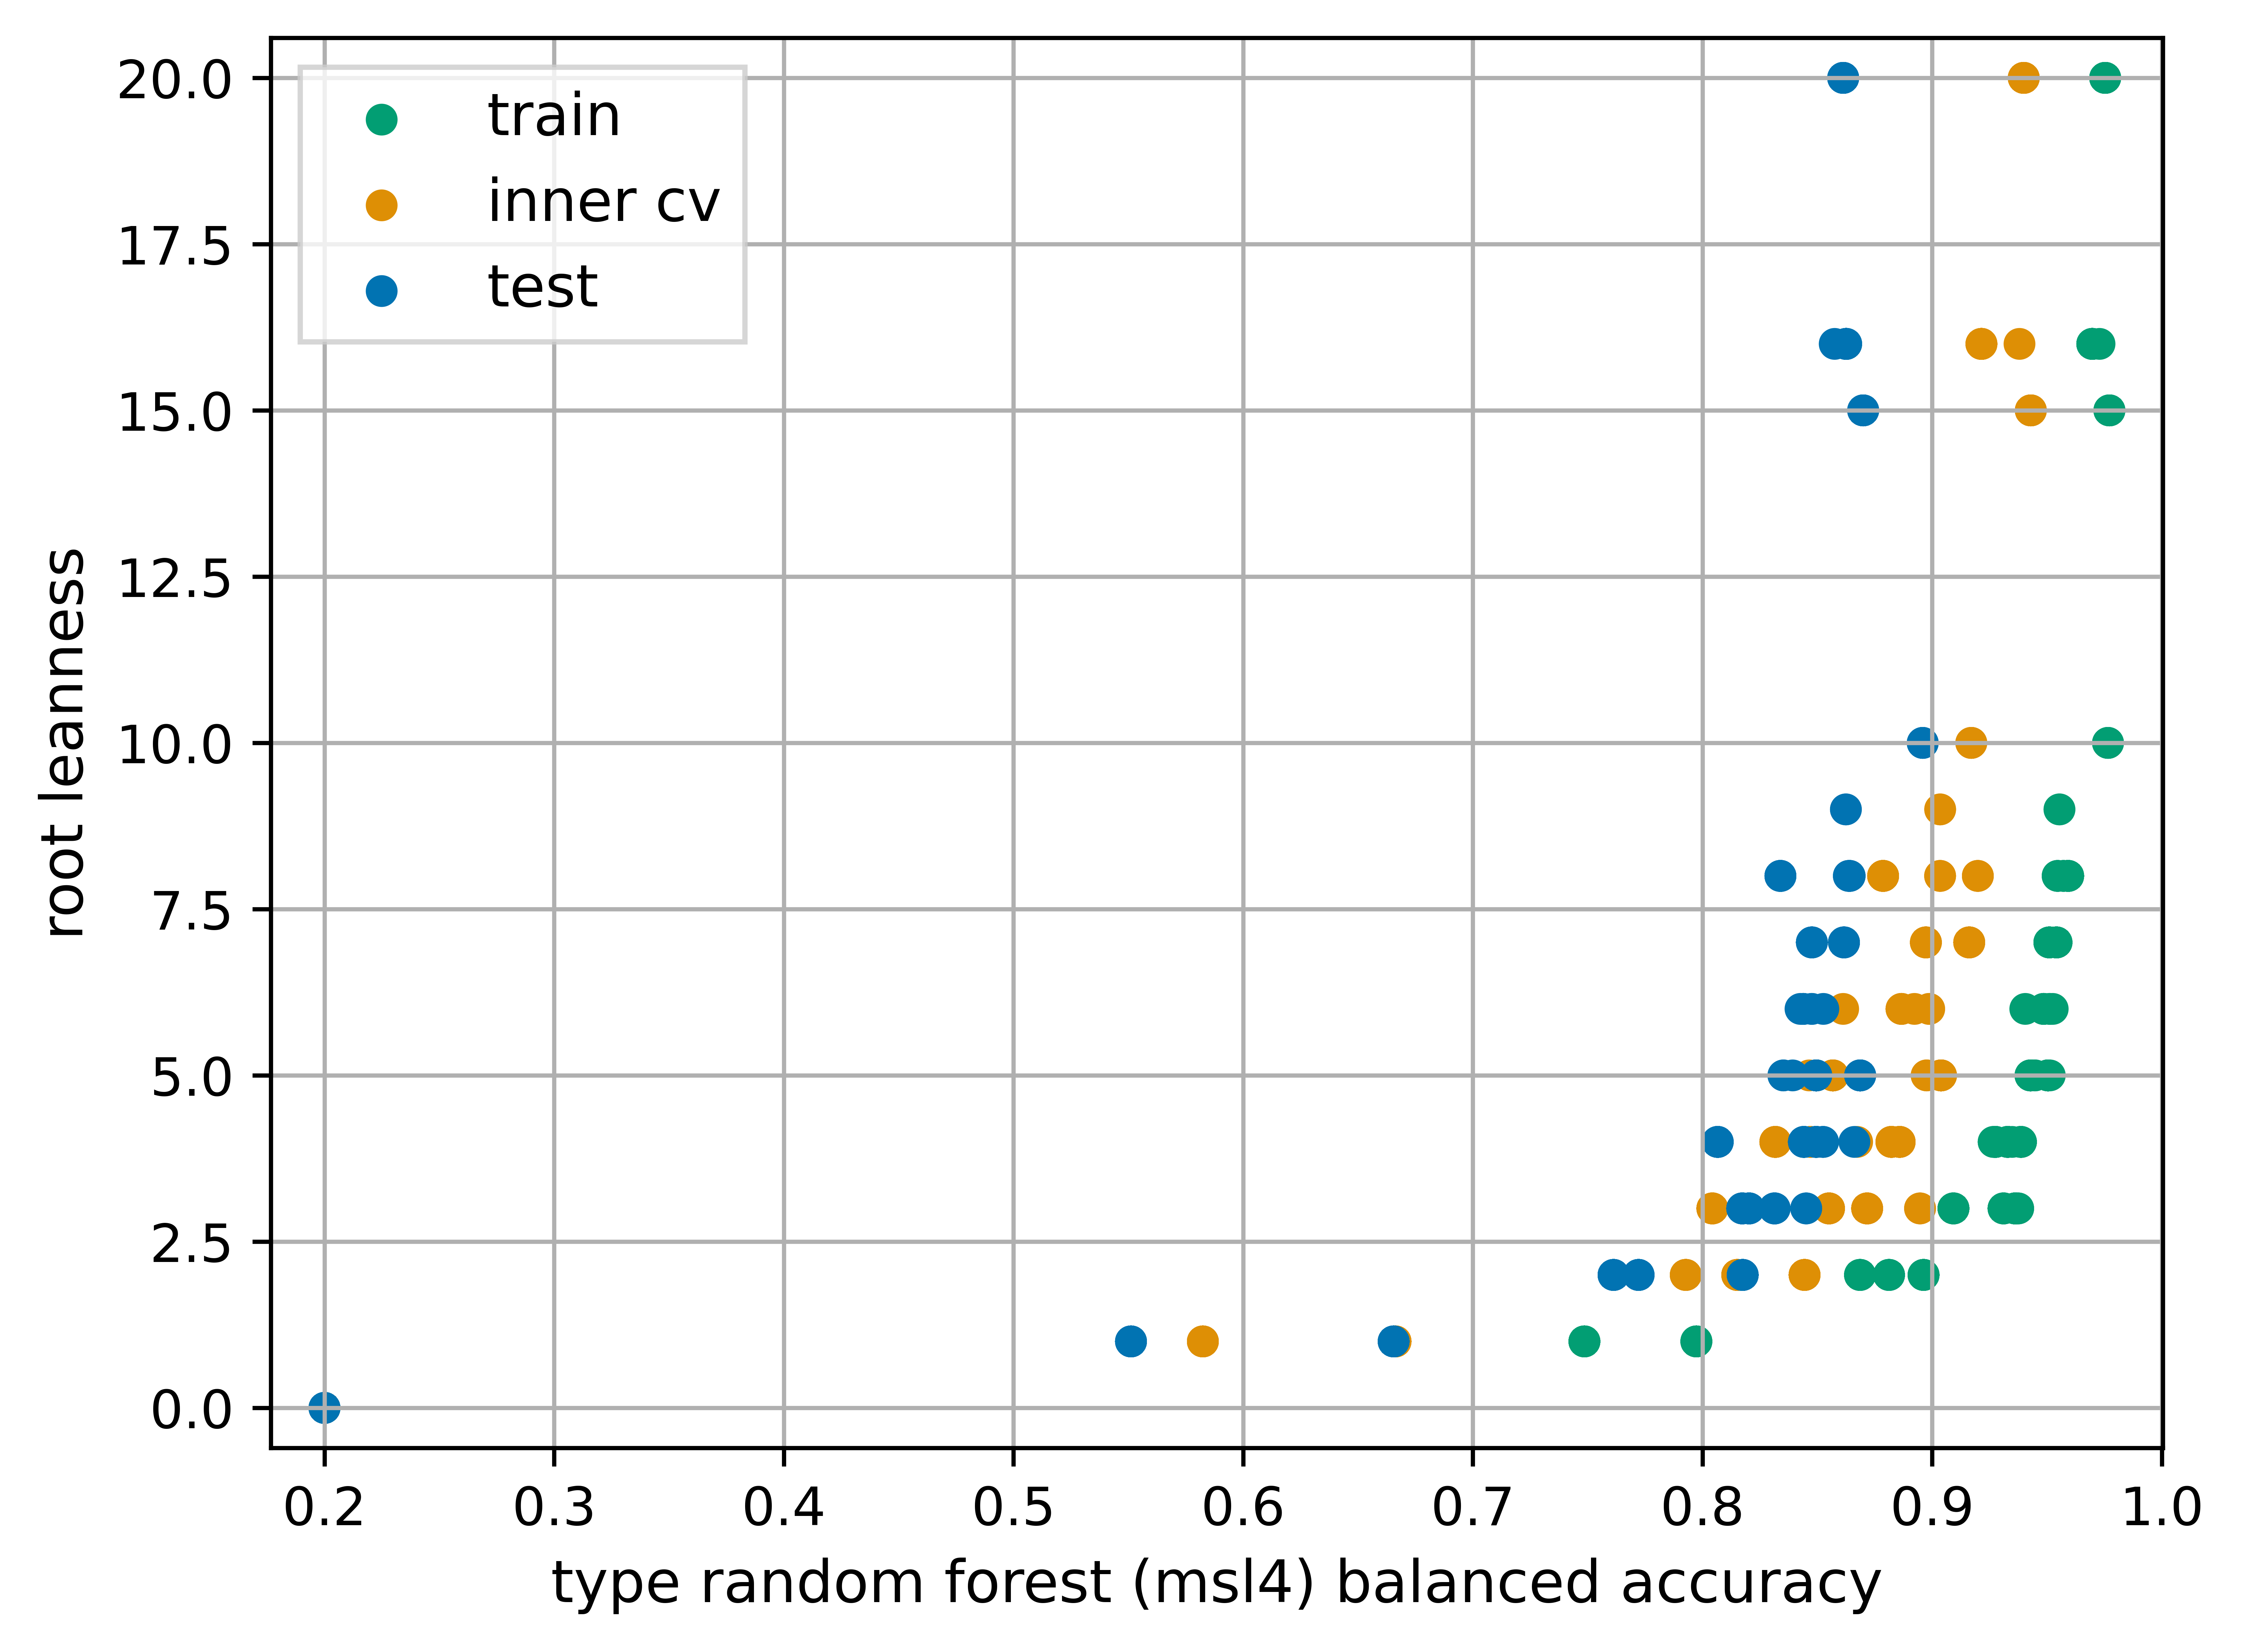 20.0
17.5
15.0
12.5
10.0
7.5
5.0
2.5
0.0
root leanness
train
inner cv
test
0.2 0.3 0.4 0.5 0.6 0.7 0.8 0.9 1.0
type random forest (msl4) balanced accuracy